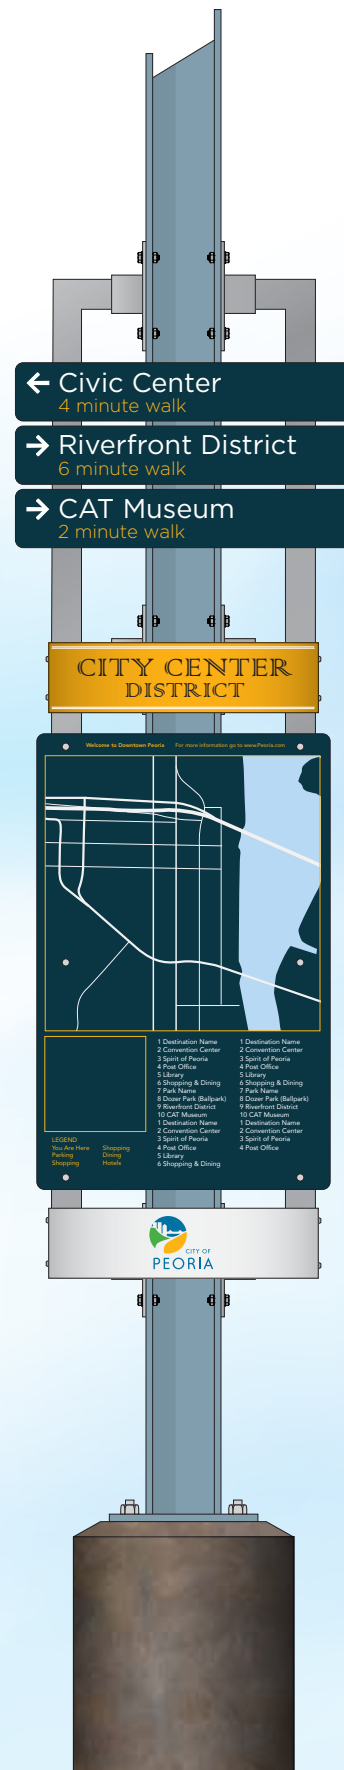 ← Civic Center
4 minute walk
→ Riverfront District
6 minute walk
→ CAT Museum
2 minute walk
CITY CENTER
DISTRICT
Welcome to Downtown Peoria For more information go to www.Peoria.com
1 Destination Name
2 Convention Center
3 Spirit of Peoria
4 Post Office
5 Library
6 Shopping & Dining
7 Park Name
8 Dozer Park (Ballpark)
9 Riverfront District
10 CAT Museum
1 Destination Name
2 Convention Center
3 Spirit of Peoria
4 Post Office
5 Library
6 Shopping & Dining
1 Destination Name
2 Convention Center
3 Spirit of Peoria
4 Post Office
5 Library
6 Shopping & Dining
7 Park Name
8 Dozer Park (Ballpark)
9 Riverfront District
10 CAT Museum
1 Destination Name
2 Convention Center
3 Spirit of Peoria
4 Post Office
LEGEND
You Are Here
Parking
Shopping
Shopping
Dining
Hotels
CITY OF
PEORIA